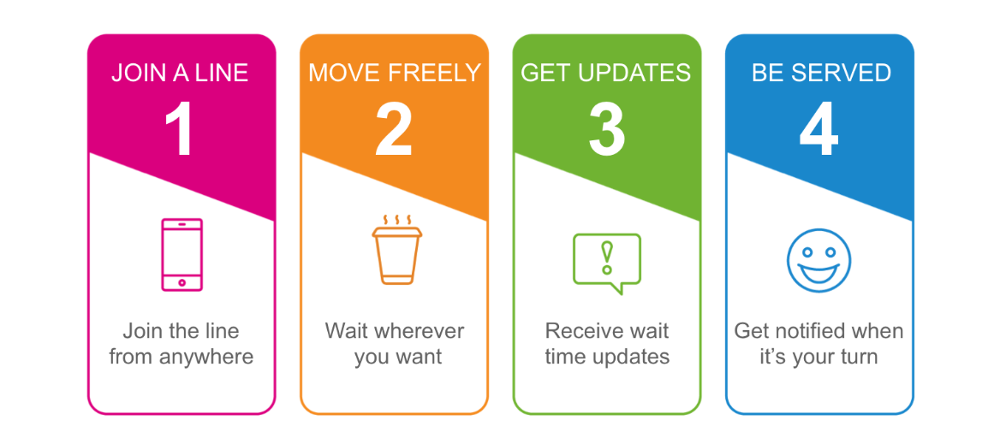 JOIN A LINE
1
Join the line
from anywhere
MOVE FREELY
2
Wait wherever
you want
GET UPDATES
3
Receive wait
time updates
BE SERVED
4
Get notified when
it’s your turn